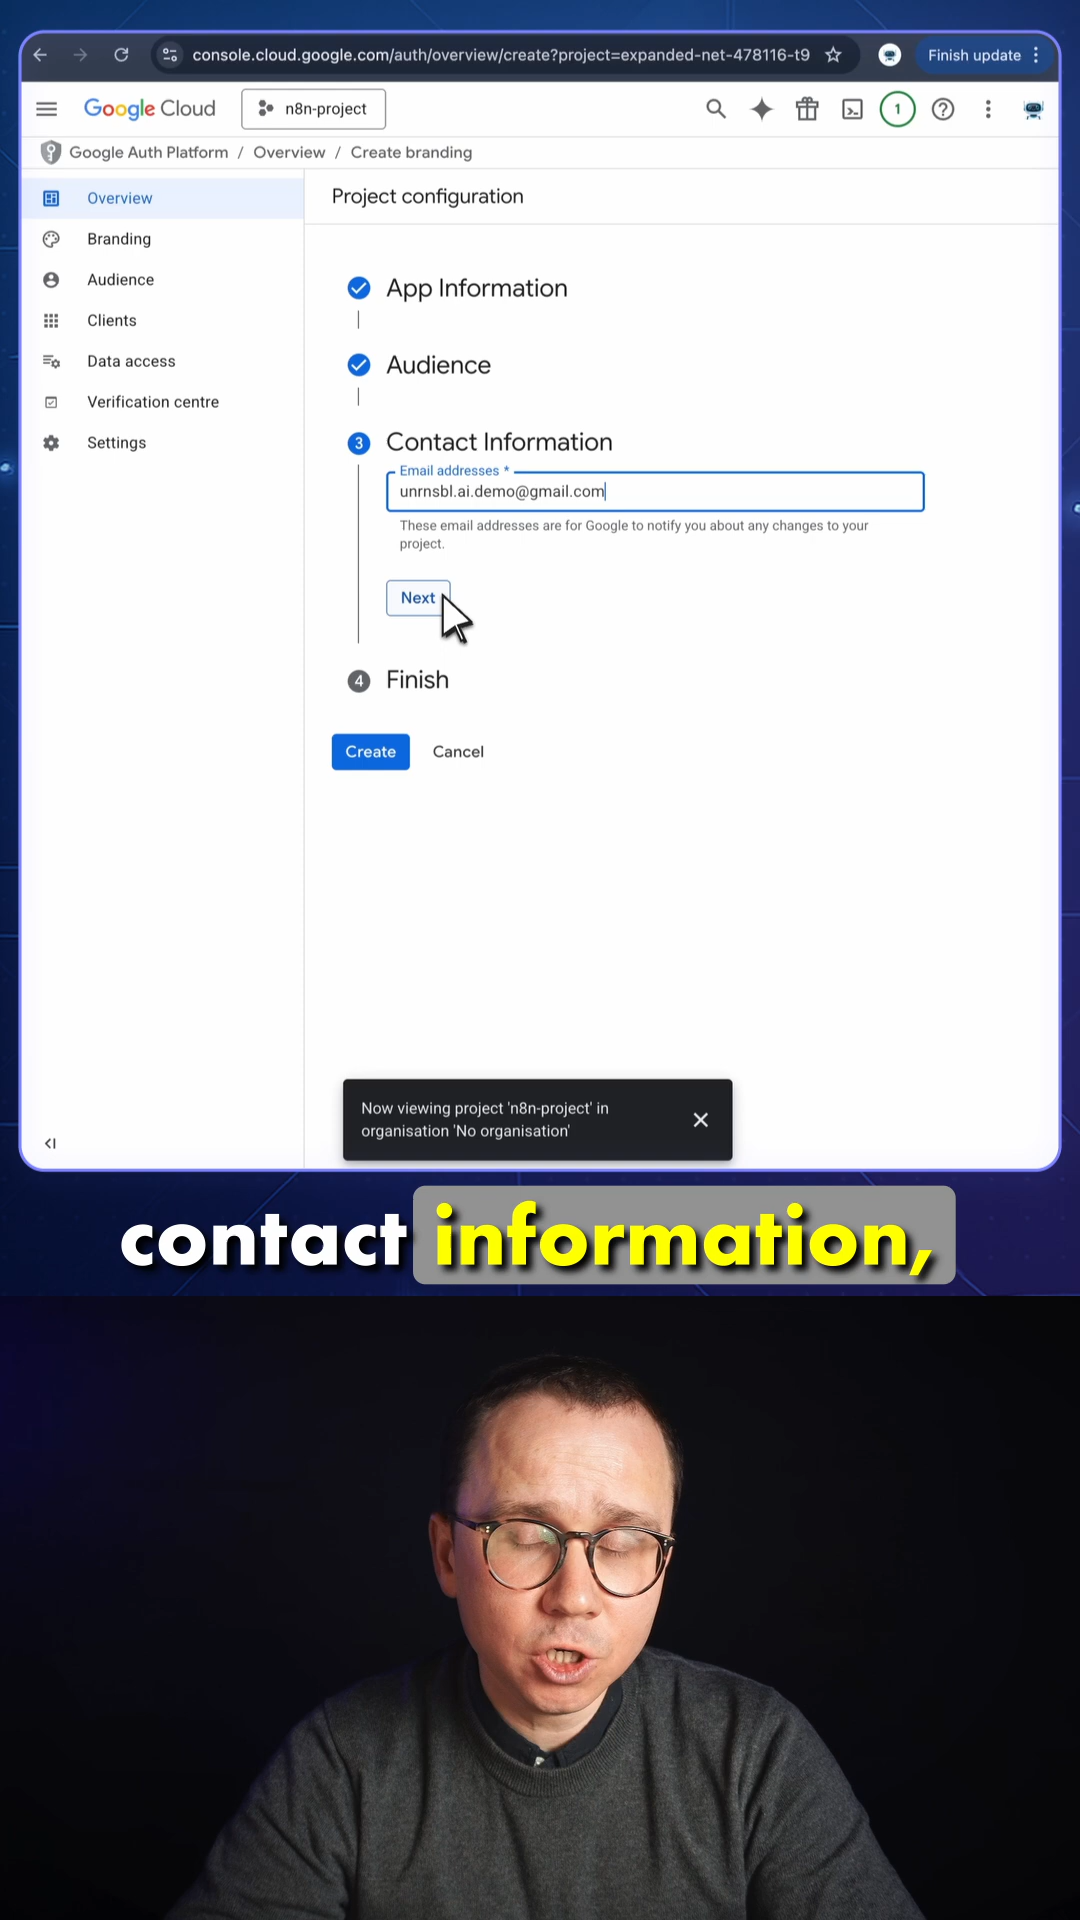 console.cloud.google.com/auth/overview/create?project=expanded-net-478116-t9
Finish update
Google Cloud
n8n-project
1
Google Auth Platform / Overview / Create branding
Overview
Branding
Audience
Clients
Data access
Verification centre
Settings
Project configuration
App Information
Audience
3 Contact Information
Email addresses *
unrnsbl.ai.demo@gmail.com
These email addresses are for Google to notify you about any changes to your
project.
Next
4 Finish
Create
Cancel
Now viewing project 'n8n-project' in
organisation 'No organisation'
contact information,